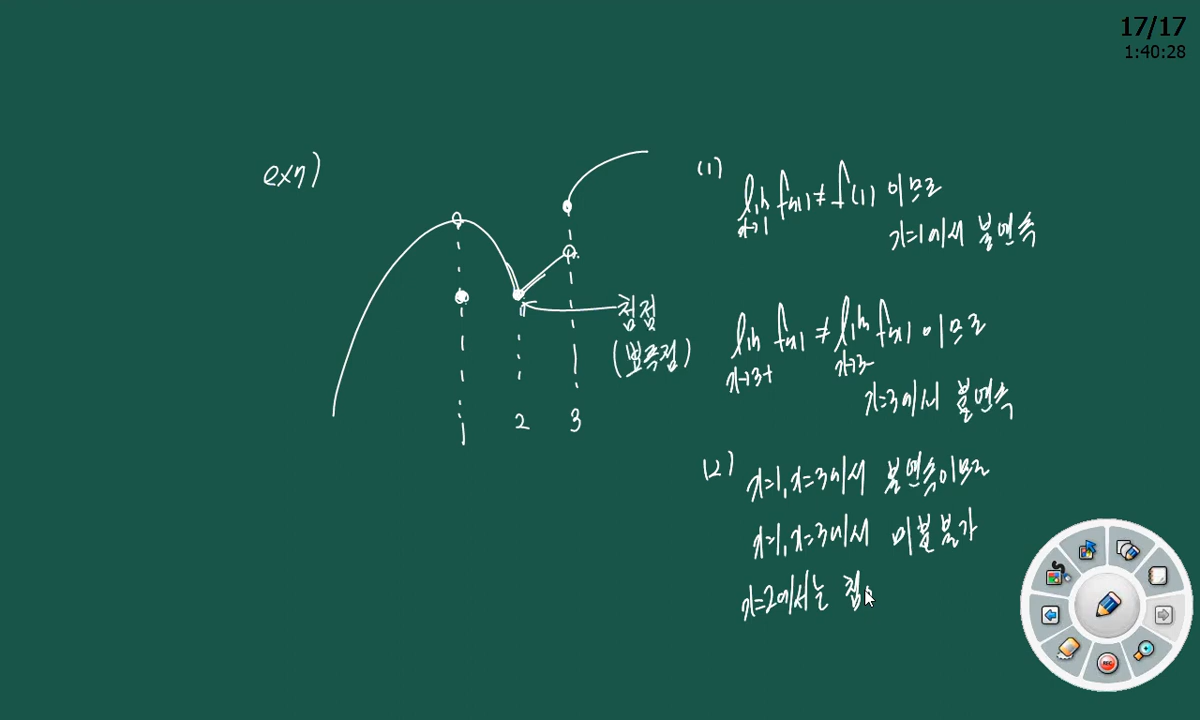 17/17
1:40:28
ex7)
첨점
(뾰족점)
1 2 3
(1)
lim x→1 f(x) ≠ f(1) 이므로
x=1에서 불연속
lim x→3+ f(x) ≠ lim x→3- f(x) 이므로
x=3에서 불연속
(2)
x=1, x=3에서 불연속이므로
x=1, x=3에서 미분불가
x=2에서는 첨
REC